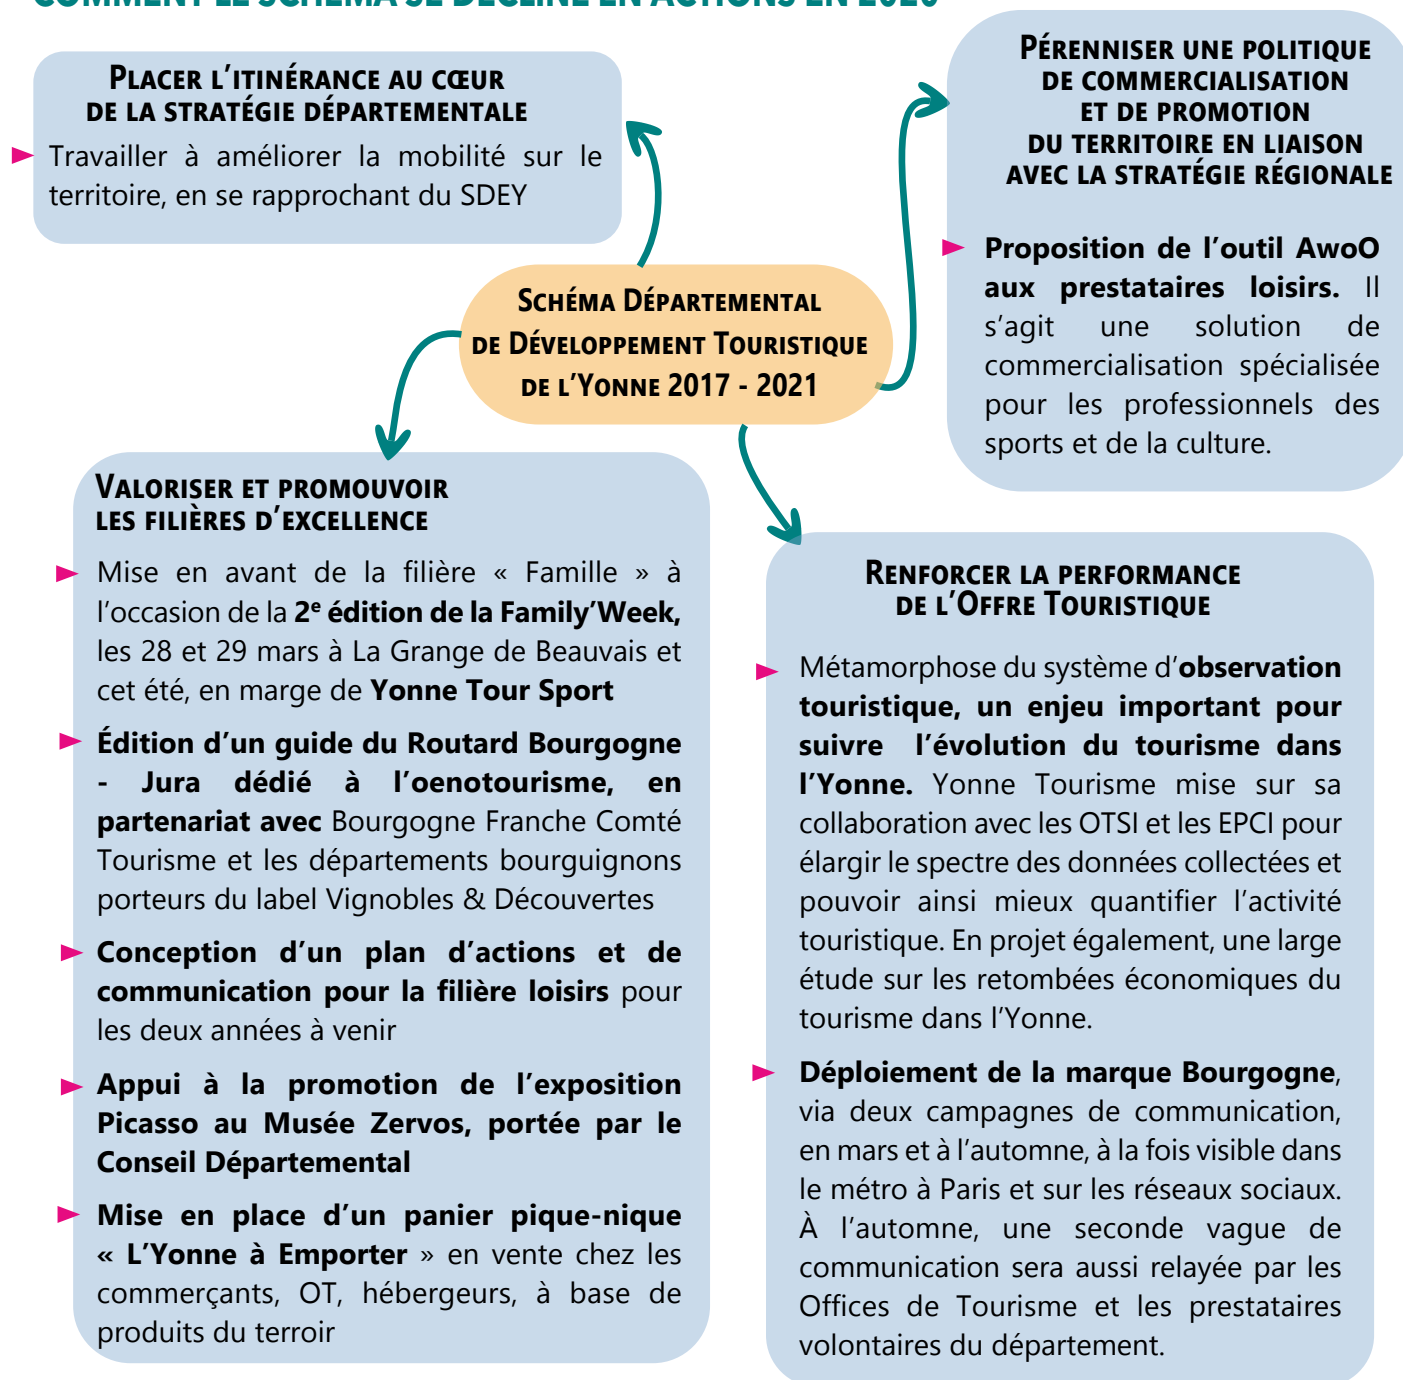 COMMENT LE SCHÉMA SE DÉCLINE EN ACTIONS EN 2020
PLACER L'ITINÉRANCE AU CŒUR
DE LA STRATÉGIE DÉPARTEMENTALE
Travailler à améliorer la mobilité sur le
territoire, en se rapprochant du SDEY
PÉRENNISER UNE POLITIQUE
DE COMMERCIALISATION
ET DE PROMOTION
DU TERRITOIRE EN LIAISON
AVEC LA STRATÉGIE RÉGIONALE
Proposition de l'outil AwoO
aux prestataires loisirs. Il
s'agit une solution de
commercialisation spécialisée
pour les professionnels des
sports et de la culture.
SCHÉMA DÉPARTEMENTAL
DE DÉVELOPPEMENT TOURISTIQUE
DE L'YONNE 2017 - 2021
VALORISER ET PROMOUVOIR
LES FILIÈRES D'EXCELLENCE
Mise en avant de la filière « Famille » à
l'occasion de la 2e édition de la Family'Week,
les 28 et 29 mars à La Grange de Beauvais et
cet été, en marge de Yonne Tour Sport
Édition d'un guide du Routard Bourgogne
- Jura dédié à l'oenotourisme, en
partenariat avec Bourgogne Franche Comté
Tourisme et les départements bourguignons
porteurs du label Vignobles & Découvertes
Conception d'un plan d'actions et de
communication pour la filière loisirs pour
les deux années à venir
Appui à la promotion de l'exposition
Picasso au Musée Zervos, portée par le
Conseil Départemental
Mise en place d'un panier pique-nique
« L'Yonne à Emporter » en vente chez les
commerçants, OT, hébergeurs, à base de
produits du terroir
RENFORCER LA PERFORMANCE
DE L'OFFRE TOURISTIQUE
Métamorphose du système d'observation
touristique, un enjeu important pour
suivre l'évolution du tourisme dans
l'Yonne. Yonne Tourisme mise sur sa
collaboration avec les OTSI et les EPCI pour
élargir le spectre des données collectées et
pouvoir ainsi mieux quantifier l'activité
touristique. En projet également, une large
étude sur les retombées économiques du
tourisme dans l'Yonne.
Déploiement de la marque Bourgogne,
via deux campagnes de communication,
en mars et à l'automne, à la fois visible dans
le métro à Paris et sur les réseaux sociaux.
À l'automne, une seconde vague de
communication sera aussi relayée par les
Offices de Tourisme et les prestataires
volontaires du département.